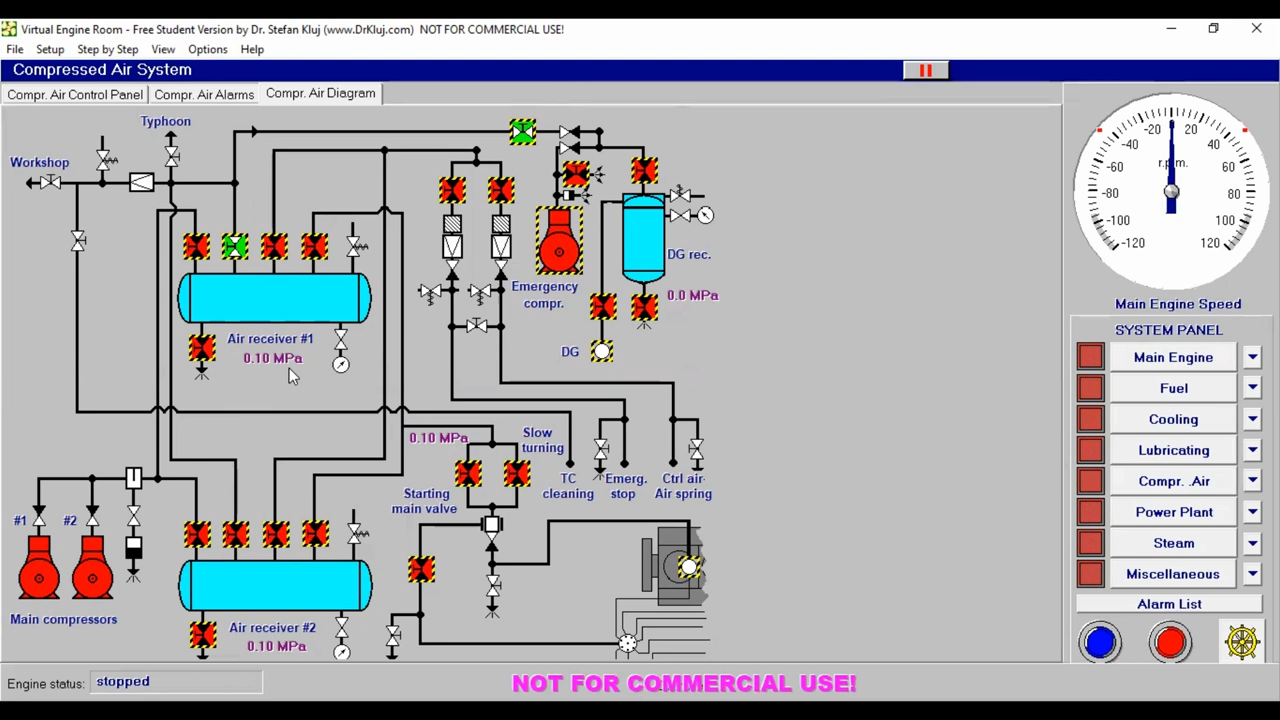 Virtual Engine Room - Free Student Version by Dr. Stefan Kluj (www.DrKluj.com)  NOT FOR COMMERCIAL USE!
File Setup Step by Step View Options Help
Compressed Air System
Compr. Air Control Panel Compr. Air Alarms Compr. Air Diagram
Typhoon
Workshop
DG rec.
Emergency
compr.
0.0 MPa
Air receiver #1
0.10 MPa
DG
0.10 MPa
Slow
turning
Starting
main valve
TC
cleaning
Emerg.
stop
Ctrl air-
Air spring
#1 #2
Main compressors
Air receiver #2
0.10 MPa
-20 20
-40 40
r.p.m.
-60 60
-80 80
-100 100
-120 120
Main Engine Speed
SYSTEM PANEL
Main Engine
Fuel
Cooling
Lubricating
Compr. .Air
Power Plant
Steam
Miscellaneous
Alarm List
Engine status: stopped
NOT FOR COMMERCIAL USE!